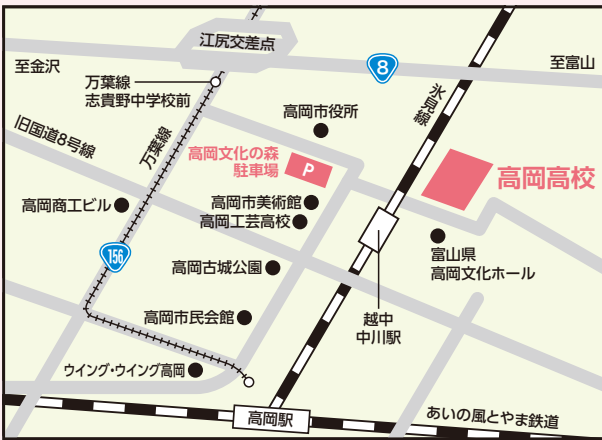 江尻交差点
至金沢
8
至富山
万葉線
志貴野中学校前
氷見線
高岡市役所
旧国道8号線
万葉線
高岡文化の森
駐車場
P
高岡高校
高岡商工ビル
高岡市美術館
高岡工芸高校
156
富山県
高岡文化ホール
高岡古城公園
越中
中川駅
高岡市民会館
ウイング・ウイング高岡
高岡駅
あいの風とやま鉄道